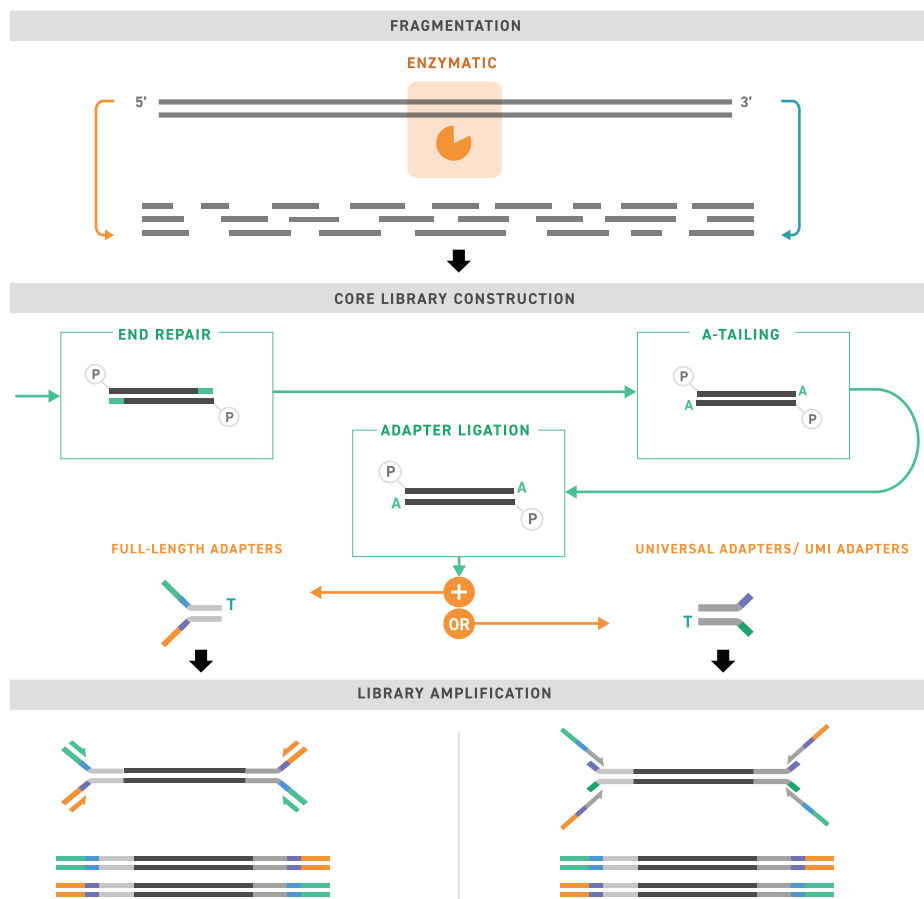 FRAGMENTATION
ENZYMATIC
5’ 3’
CORE LIBRARY CONSTRUCTION
END REPAIR
A-TAILING
P
P
P
A
A
P
ADAPTER LIGATION
P
A
A
P
FULL-LENGTH ADAPTERS
UNIVERSAL ADAPTERS/ UMI ADAPTERS
+
T
OR
T
LIBRARY AMPLIFICATION